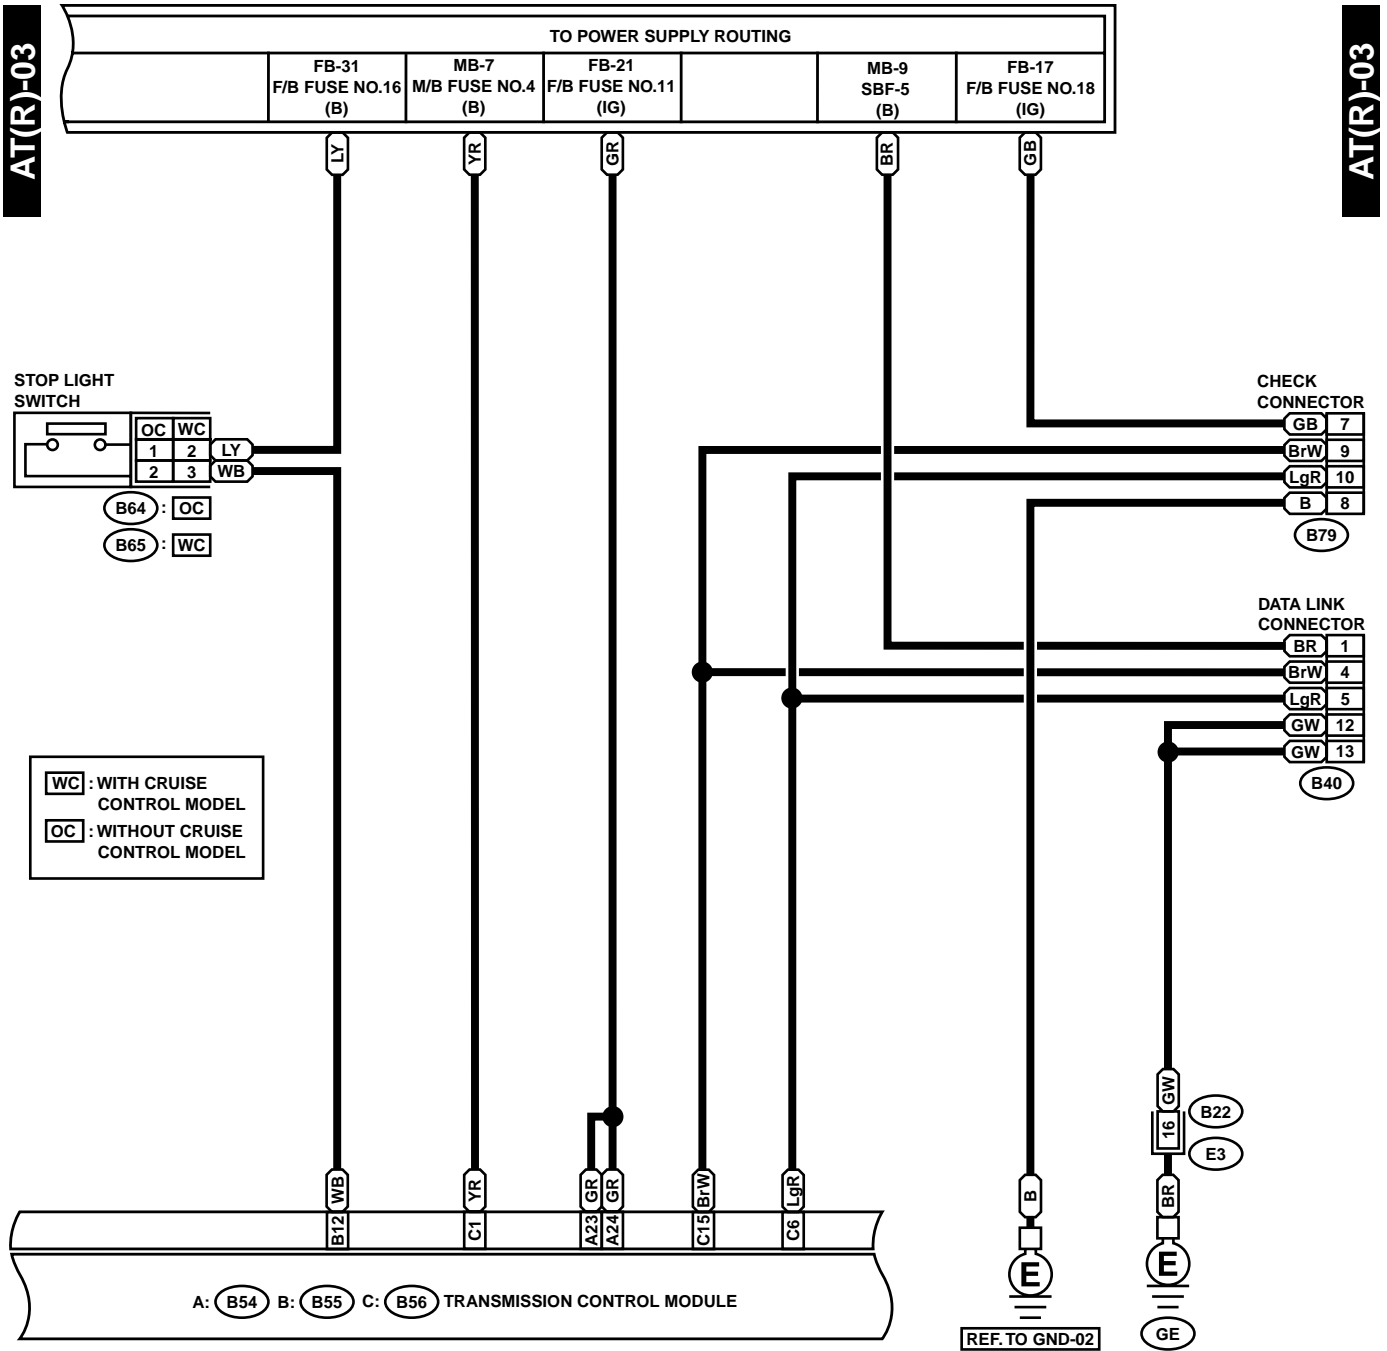 AT(R)-03
AT(R)-03
TO POWER SUPPLY ROUTING
FB-31
F/B FUSE NO.16
(B)
MB-7
M/B FUSE NO.4
(B)
FB-21
F/B FUSE NO.11
(IG)
MB-9
SBF-5
(B)
FB-17
F/B FUSE NO.18
(IG)
LY
YR
GR
BR
GB
STOP LIGHT
SWITCH
OC WC
1 2 LY
2 3 WB
B64 : OC
B65 : WC
CHECK
CONNECTOR
GB 7
BrW 9
LgR 10
B 8
B79
DATA LINK
CONNECTOR
BR 1
BrW 4
LgR 5
GW 12
GW 13
B40
WC : WITH CRUISE
CONTROL MODEL
OC : WITHOUT CRUISE
CONTROL MODEL
GW
16
B22
E3
BR
E
GE
B
E
REF. TO GND-02
WB
B12
YR
C1
GR
A23
GR
A24
BrW
C15
LgR
C6
A: B54 B: B55 C: B56 TRANSMISSION CONTROL MODULE